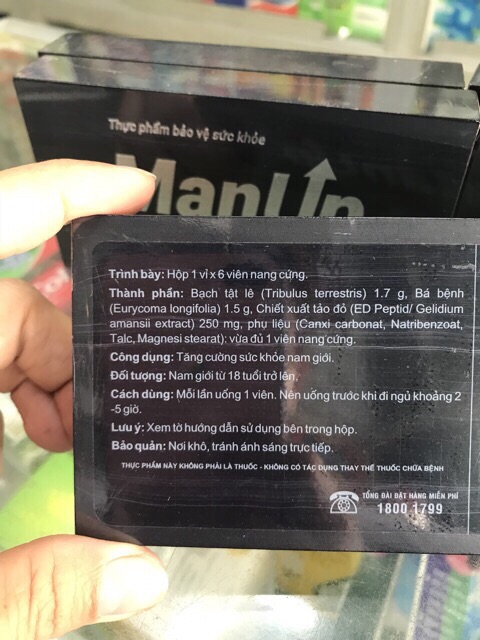 Thực phẩm bảo vệ sức khỏe
ManUp
Trình bày: Hộp 1 vỉ x 6 viên nang cứng.
Thành phần: Bạch tật lê (Tribulus terrestris) 1.7 g, Bá bệnh
(Eurycoma longifolia) 1.5 g, Chiết xuất tảo đỏ (ED Peptid/ Gelidium
amansii extract) 250 mg, phụ liệu (Canxi carbonat, Natribenzoat,
Talc, Magnesi stearat): vừa đủ 1 viên nang cứng.
Công dụng: Tăng cường sức khỏe nam giới.
Đối tượng: Nam giới từ 18 tuổi trở lên.
Cách dùng: Mỗi lần uống 1 viên. Nên uống trước khi đi ngủ khoảng 2
-5 giờ.
Lưu ý: Xem tờ hướng dẫn sử dụng bên trong hộp.
Bảo quản: Nơi khô, tránh ánh sáng trực tiếp.
THỰC PHẨM NÀY KHÔNG PHẢI LÀ THUỐC - KHÔNG CÓ TÁC DỤNG THAY THẾ THUỐC CHỮA BỆNH
TỔNG ĐÀI ĐẶT HÀNG MIỄN PHÍ
1800 1799